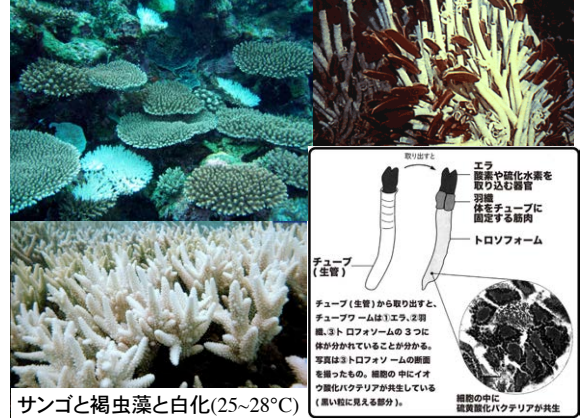 取り出すと
エラ
酸素や硫化水素を
取り込む器官
羽織
体をチューブに
固定する筋肉
トロソフォーム
チューブ
(生管)
チューブ(生管)から取り出すと、
チューブワームは①エラ、②羽
織、③トロフォソームの3つに
体が分かれていることが分かる。
写真は③トロフォソームの断面
を撮ったもの。細胞の中にイオ
ウ酸化バクテリアが共生している
(黒い粒に見える部分)。
細胞の中に
硫黄酸化バクテリアが共生
サンゴと褐虫藻と白化(25~28°C)